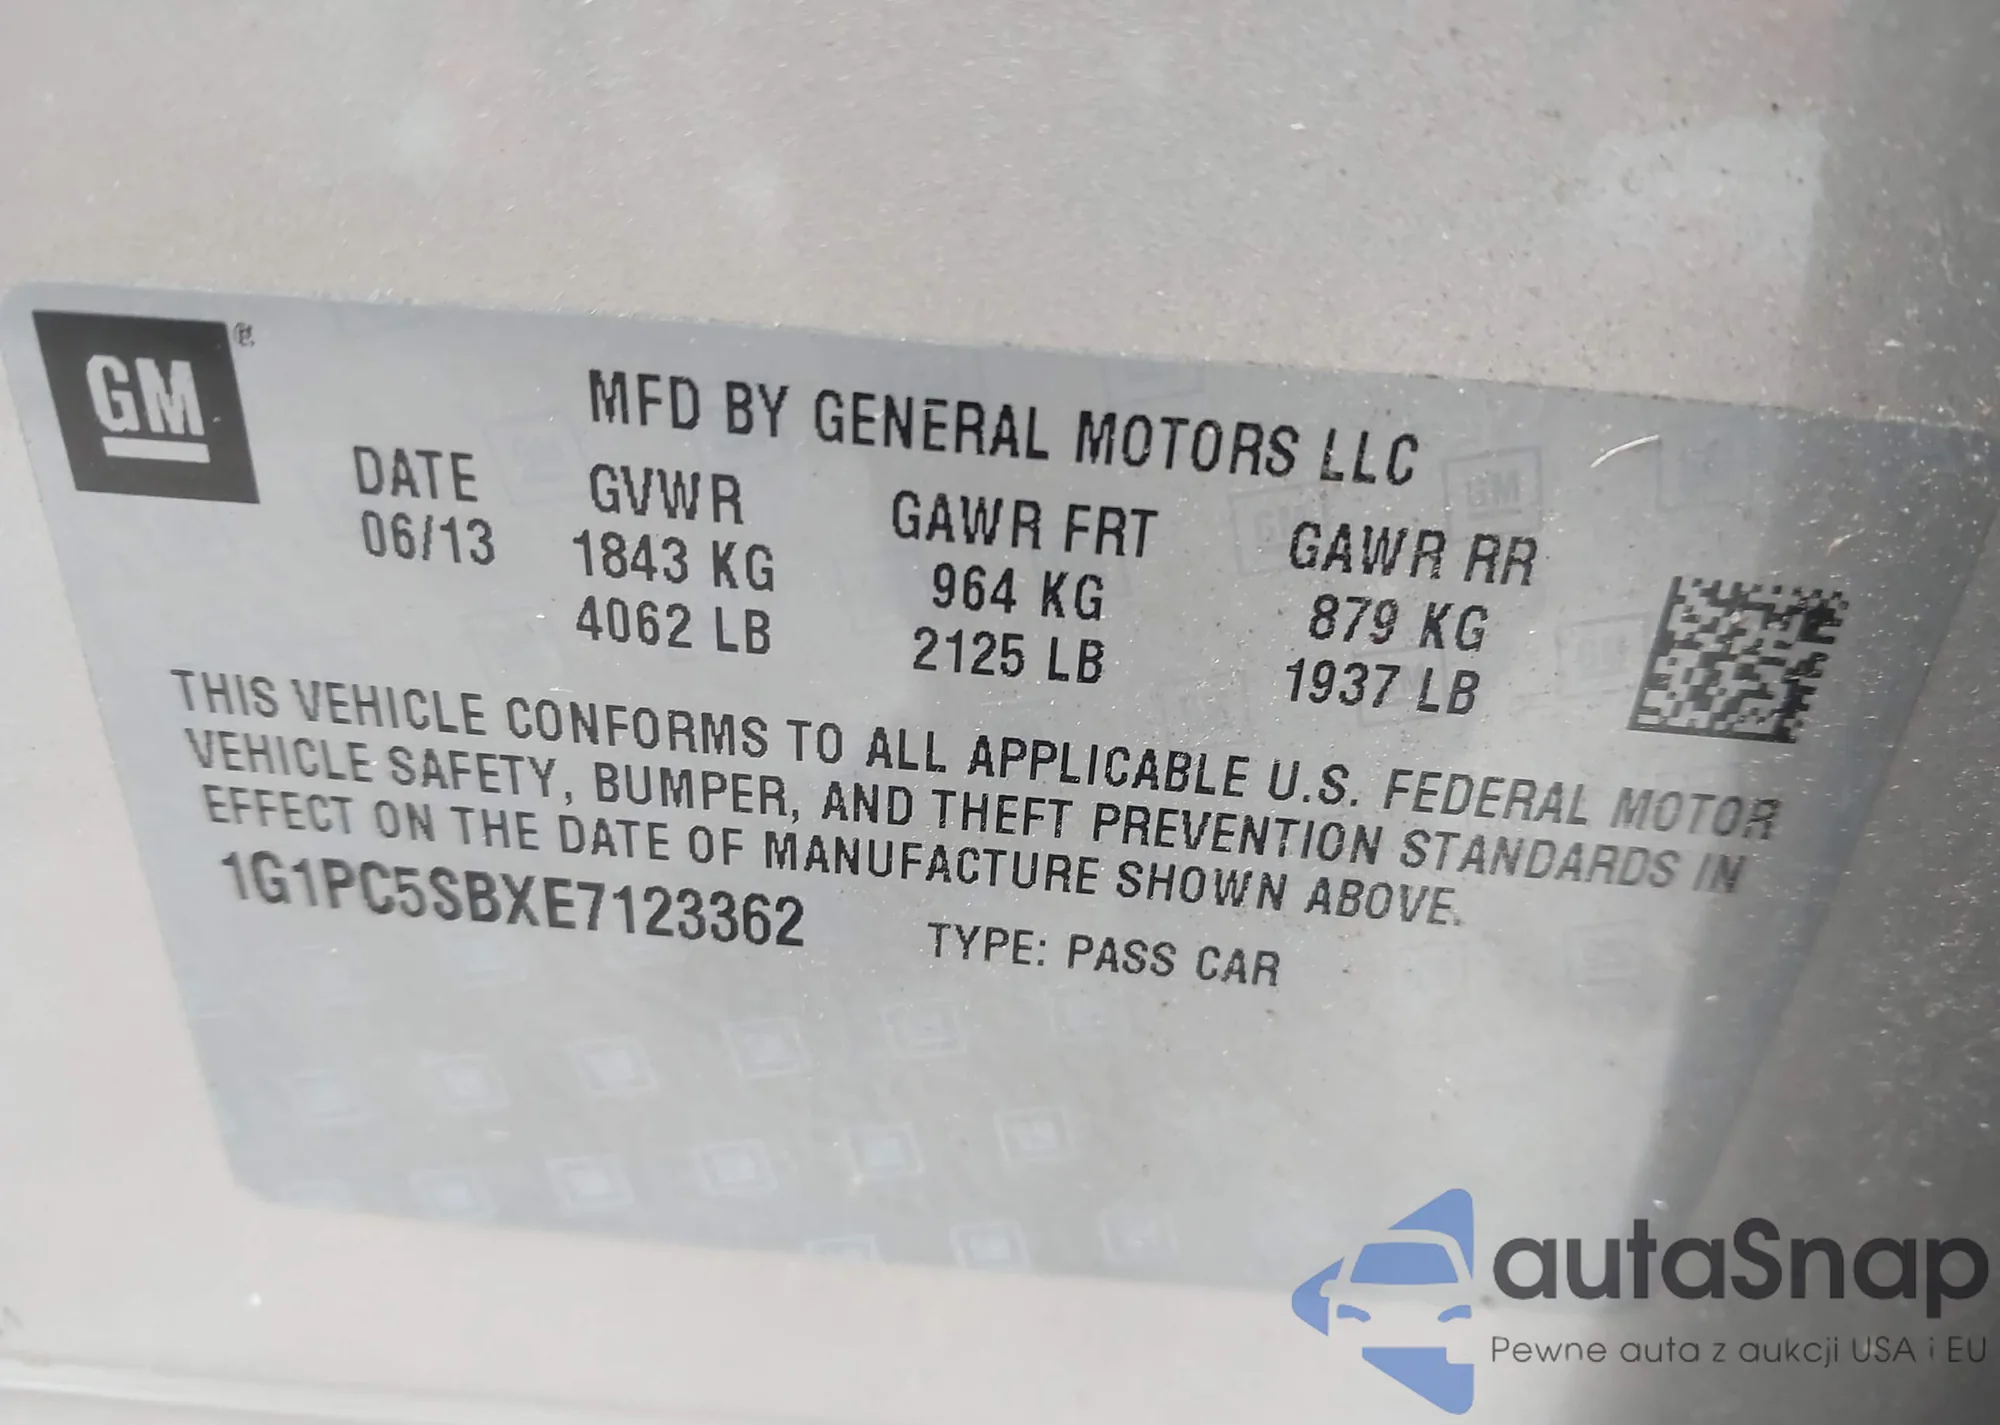 GM®
MFD BY GENERAL MOTORS LLC
DATE GVWR GAWR FRT GAWR RR
06/13 1843 KG 964 KG 879 KG
4062 LB 2125 LB 1937 LB
THIS VEHICLE CONFORMS TO ALL APPLICABLE U.S. FEDERAL MOTOR
VEHICLE SAFETY, BUMPER, AND THEFT PREVENTION STANDARDS IN
EFFECT ON THE DATE OF MANUFACTURE SHOWN ABOVE.
1G1PC5SBXE7123362 TYPE: PASS CAR
autaSnap
Pewne auta z aukcji USA i EU